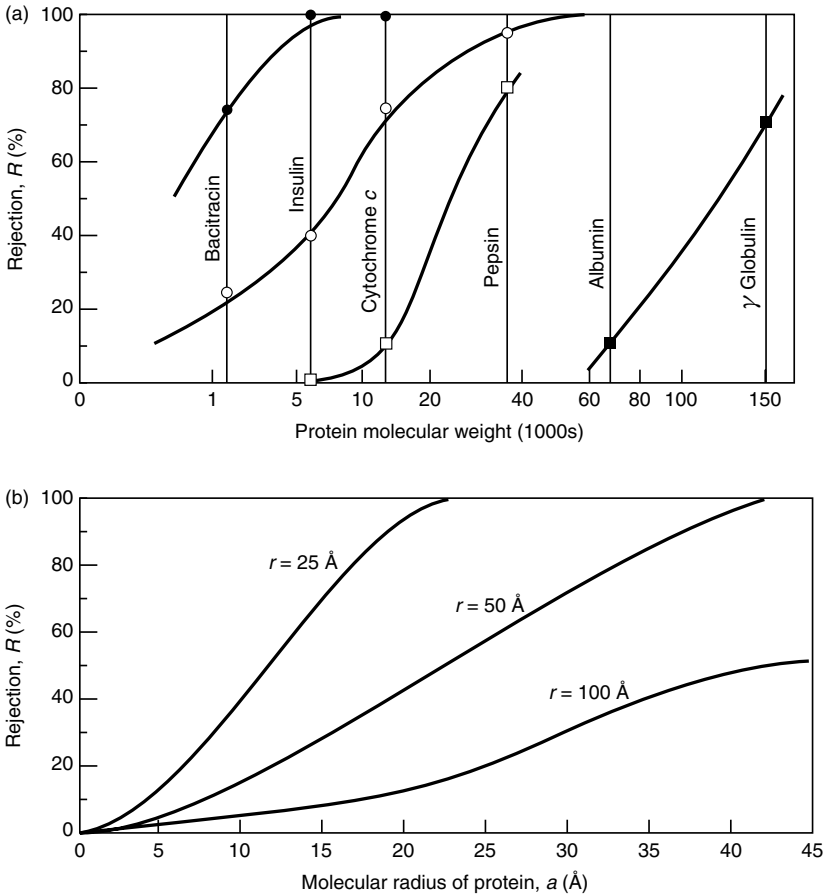 (a)
100
80
60
40
20
0
Rejection, R (%)
Bacitracin
Insulin
Cytochrome c
Pepsin
Albumin
γ Globulin
0 1 5 10 20 40 60 80 100 150
Protein molecular weight (1000s)
(b)
100
80
60
40
20
0
Rejection, R (%)
r = 25 Å
r = 50 Å
r = 100 Å
0 5 10 15 20 25 30 35 40 45
Molecular radius of protein, a (Å)